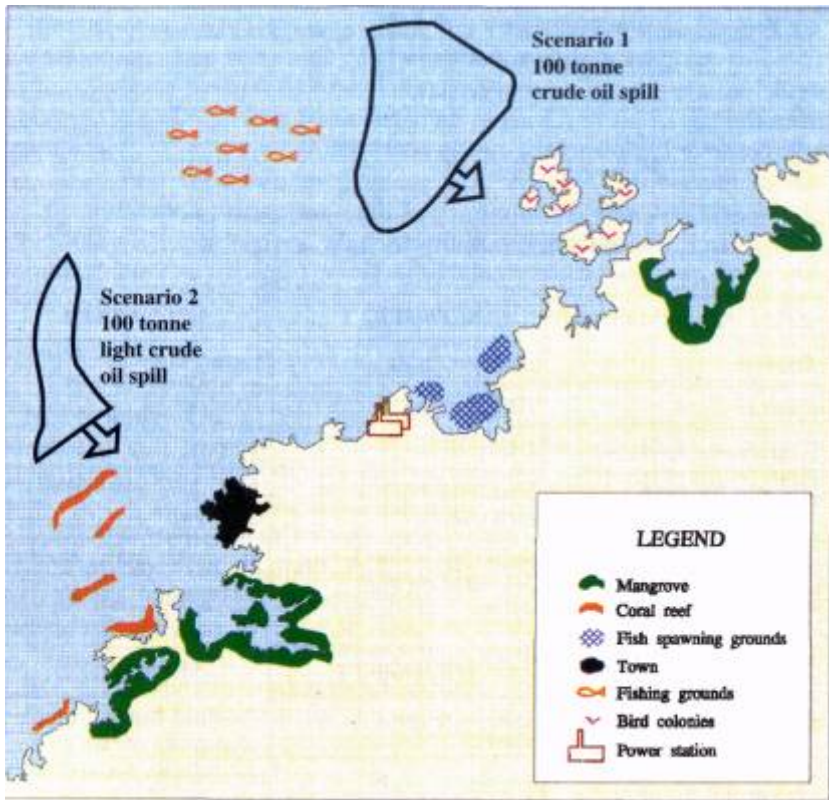 Scenario 1
100 tonne
crude oil spill
Scenario 2
100 tonne
light crude
oil spill
LEGEND
Mangrove
Coral reef
Fish spawning grounds
Town
Fishing grounds
Bird colonies
Power station